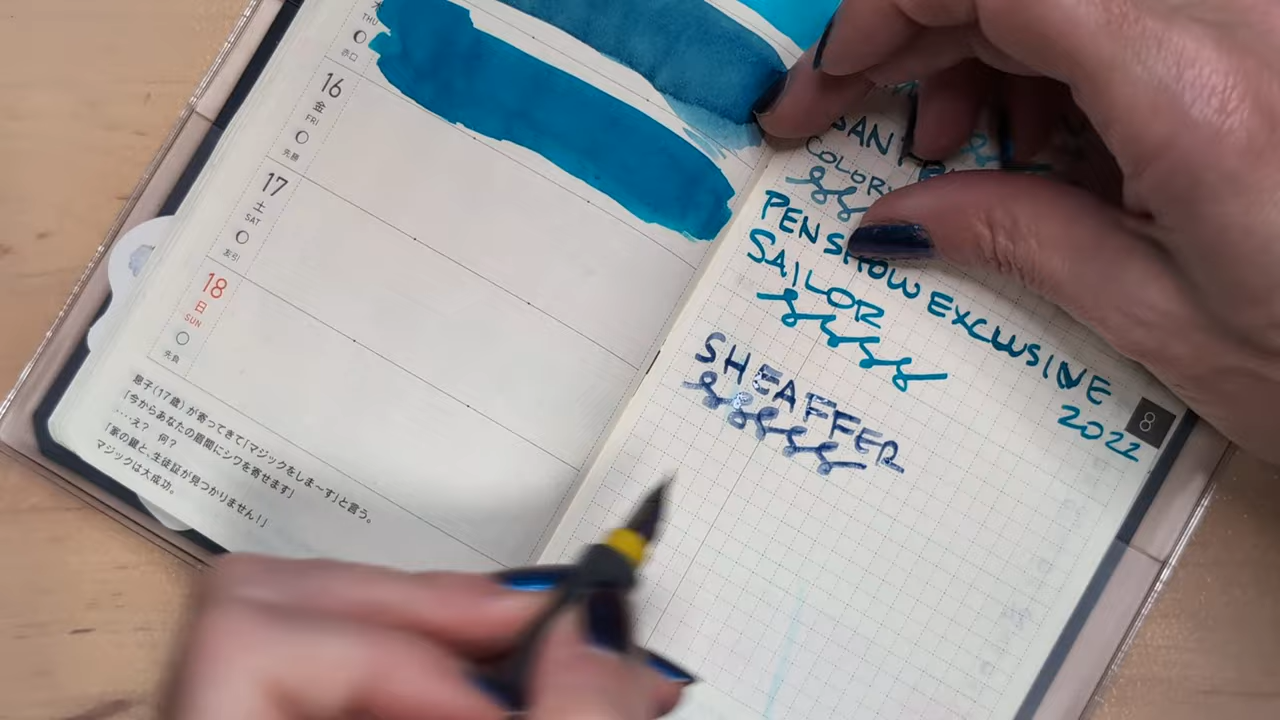 木
THU
赤口
16
金
FRI
先勝
17
土
SAT
友引
18
日
SUN
先負
息子(17歳)が寄ってきて「マジックをしま〜す」と言う。
「今からあなたの眉間にシワを寄せます」
……え? 何?
「家の鍵と、生徒証が見つかりません!」
マジックは大成功。
PEN SHOW EXCLUSIVE
2022
SAILOR
SHEAFFER
8